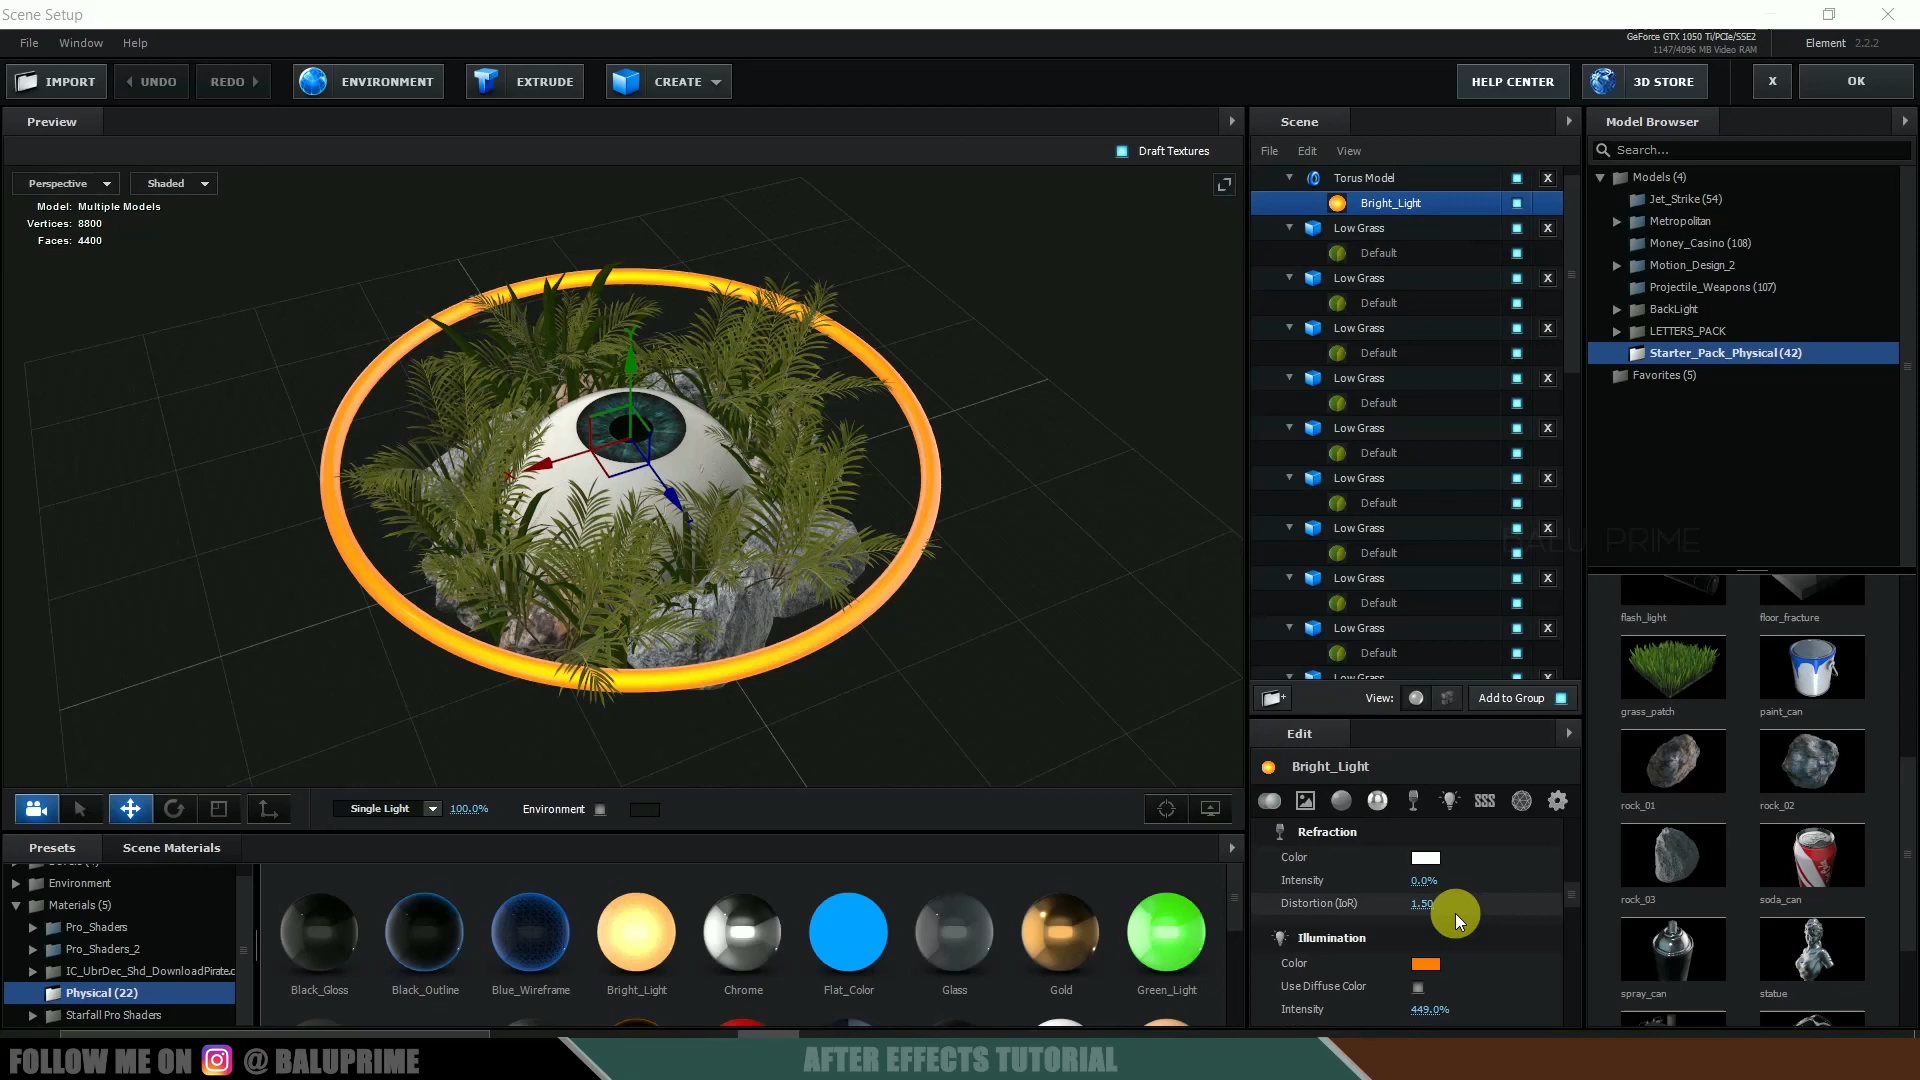 Scene Setup
File Window Help
GeForce GTX 1050 Ti/PCIe/SSE2
1147/4096 MB Video RAM
Element 2.2.2
IMPORT UNDO REDO ENVIRONMENT EXTRUDE CREATE HELP CENTER 3D STORE X OK
Preview
Draft Textures
Perspective Shaded
Model: Multiple Models
Vertices: 8800
Faces: 4400
Single Light 100.0% Environment
Presets Scene Materials
Environment
Materials (5)
Pro_Shaders
Pro_Shaders_2
IC_UbrDec_Shd_DownloadPirate.c
Physical (22)
Starfall Pro Shaders
Black_Gloss Black_Outline Blue_Wireframe Bright_Light Chrome Flat_Color Glass Gold Green_Light
Scene
File Edit View
Torus Model X
Bright_Light
Low Grass X
Default
Low Grass X
Default
Low Grass X
Default
Low Grass X
Default
Low Grass X
Default
Low Grass X
Default
Low Grass X
Default
Low Grass X
Default
Low Grass X
Default
Low Grass X
View: Add to Group
Edit
Bright_Light
Refraction
Color
Intensity 0.0%
Distortion (IoR) 1.50
Illumination
Color
Use Diffuse Color
Intensity 449.0%
Model Browser
Search...
Models (4)
Jet_Strike (54)
Metropolitan
Money_Casino (108)
Motion_Design_2
Projectile_Weapons (107)
BackLight
LETTERS_PACK
Starter_Pack_Physical (42)
Favorites (5)
BALU PRIME
flash_light floor_fracture
grass_patch paint_can
rock_01 rock_02
rock_03 soda_can
spray_can statue
FOLLOW ME ON @ BALUPRIME
AFTER EFFECTS TUTORIAL